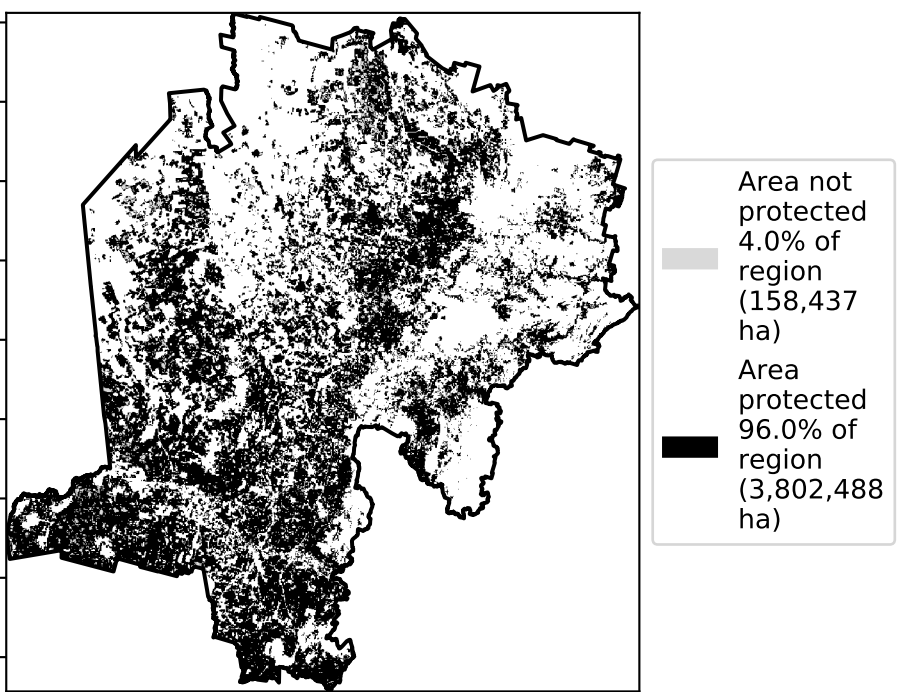 Area not
protected
4.0% of
region
(158,437
ha)
Area
protected
96.0% of
region
(3,802,488
ha)